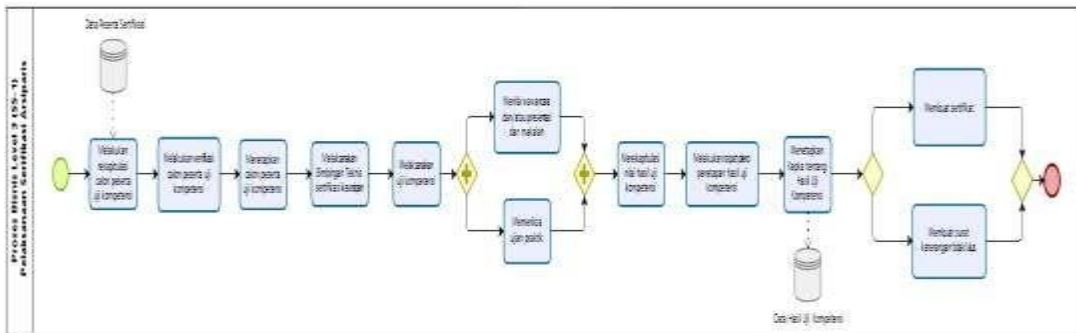 Proses Bisnis Level 3 (SS-1)
Pelaksanaan Sertifikasi Arsiparis
Data Peserta Sertifikasi
Melakukan
rekapitulasi
calon peserta
uji kompetensi
Melakukan verifikasi
calon peserta uji
kompetensi
Menetapkan
calon peserta
uji kompetensi
Melaksanakan
Bimbingan Teknis
sertifikasi kearsipan
Melaksanakan
uji kompetensi
Menilai wawancara
dan atau presentasi
dan makalah
Memeriksa
ujian praktik
Merekapitulasi
nilai hasil uji
kompetensi
Melakukan rapat pleno
penetapan hasil uji
kompetensi
Menetapkan
Kepka tentang
Hasil Uji
Kompetensi
Data Hasil Uji Kompetensi
Membuat sertifikat
Membuat surat
keterangan tidak lulus